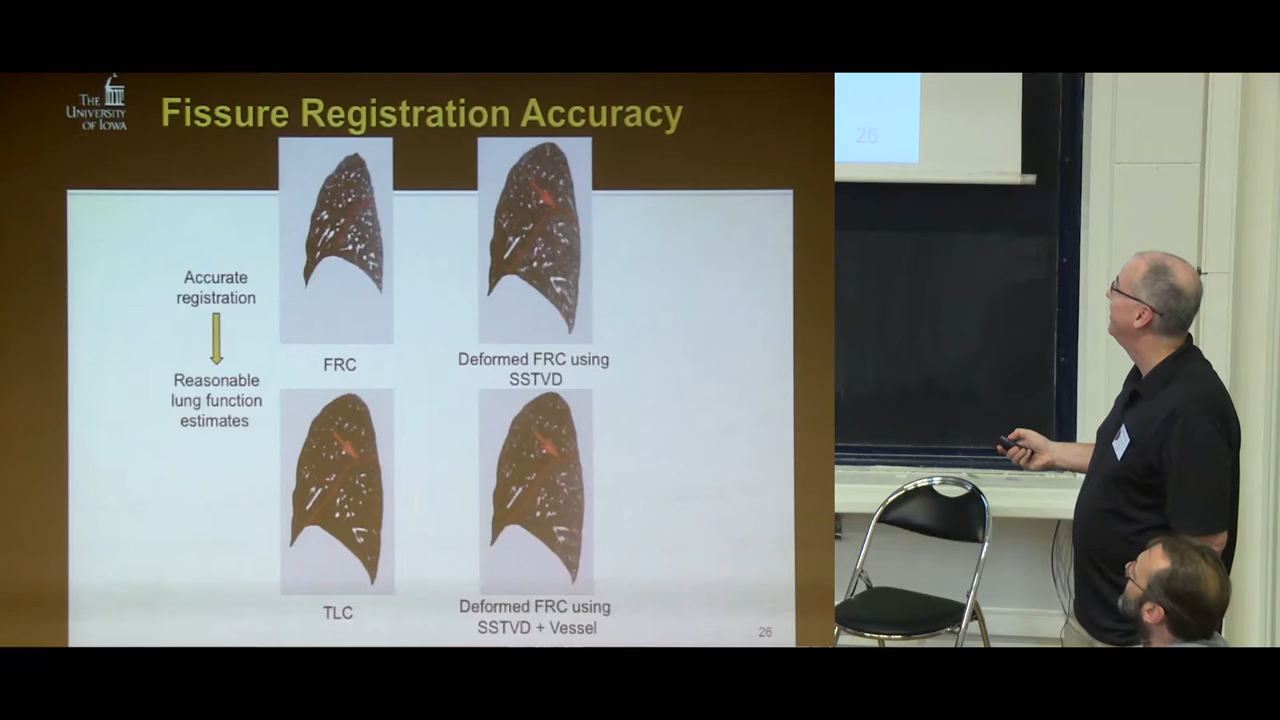 THE
UNIVERSITY
OF IOWA
Fissure Registration Accuracy
Accurate
registration
Reasonable
lung function
estimates
FRC
Deformed FRC using
SSTVD
TLC
Deformed FRC using
SSTVD + Vessel
26
26